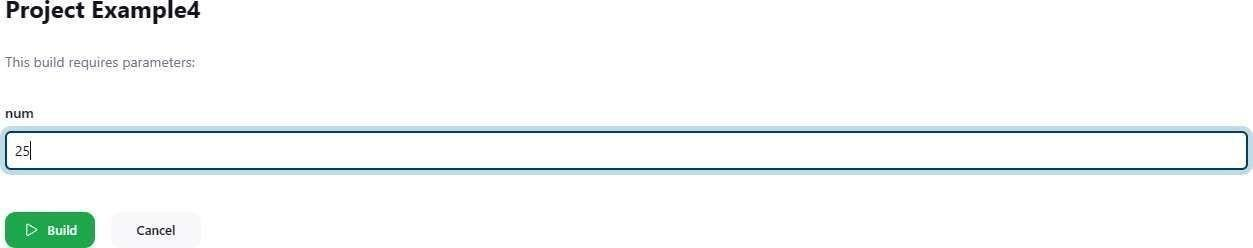 Project Example4
This build requires parameters:
num
25
Build Cancel